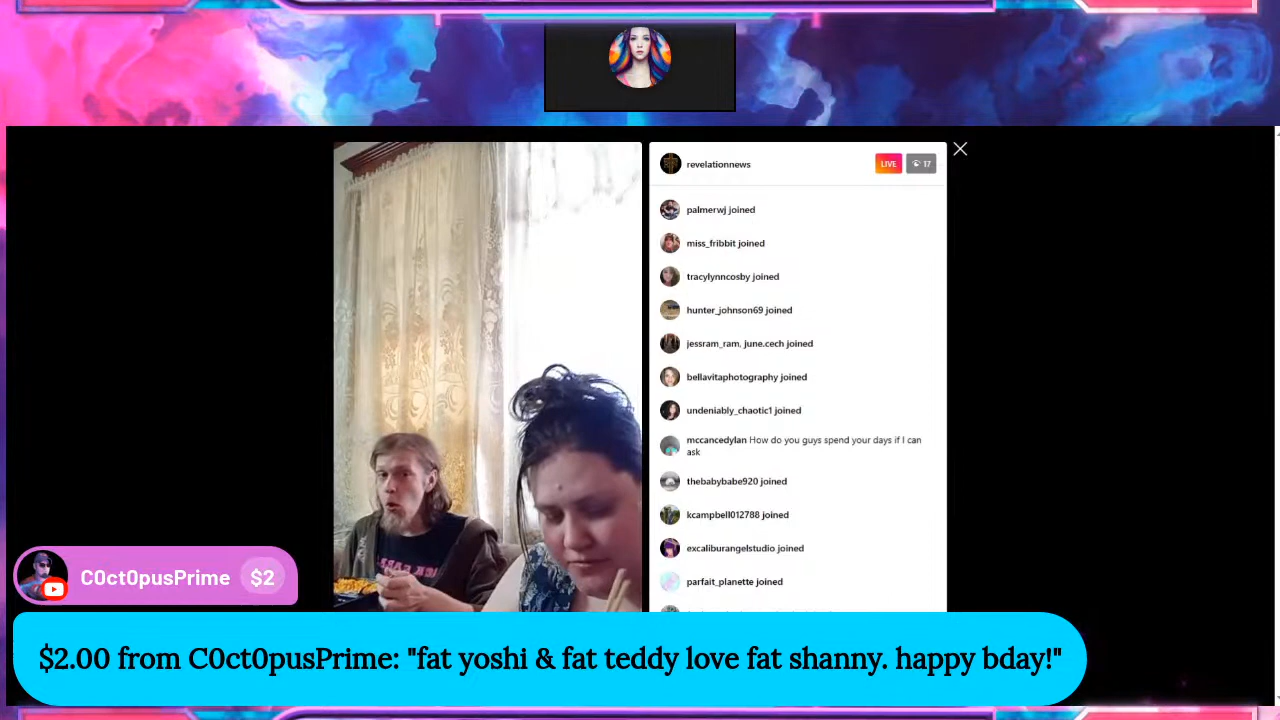 revelationnews
LIVE
17
palmerwj joined
miss_fribbit joined
tracylynncosby joined
hunter_johnson69 joined
jessram_ram, june.cech joined
bellavitaphotography joined
undeniably_chaotic1 joined
mccancedylan How do you guys spend your days if I can
ask
thebabybabe920 joined
kcampbell012788 joined
excaliburangelstudio joined
parfait_planette joined
C0ct0pusPrime $2
$2.00 from C0ct0pusPrime: "fat yoshi & fat teddy love fat shanny. happy bday!"